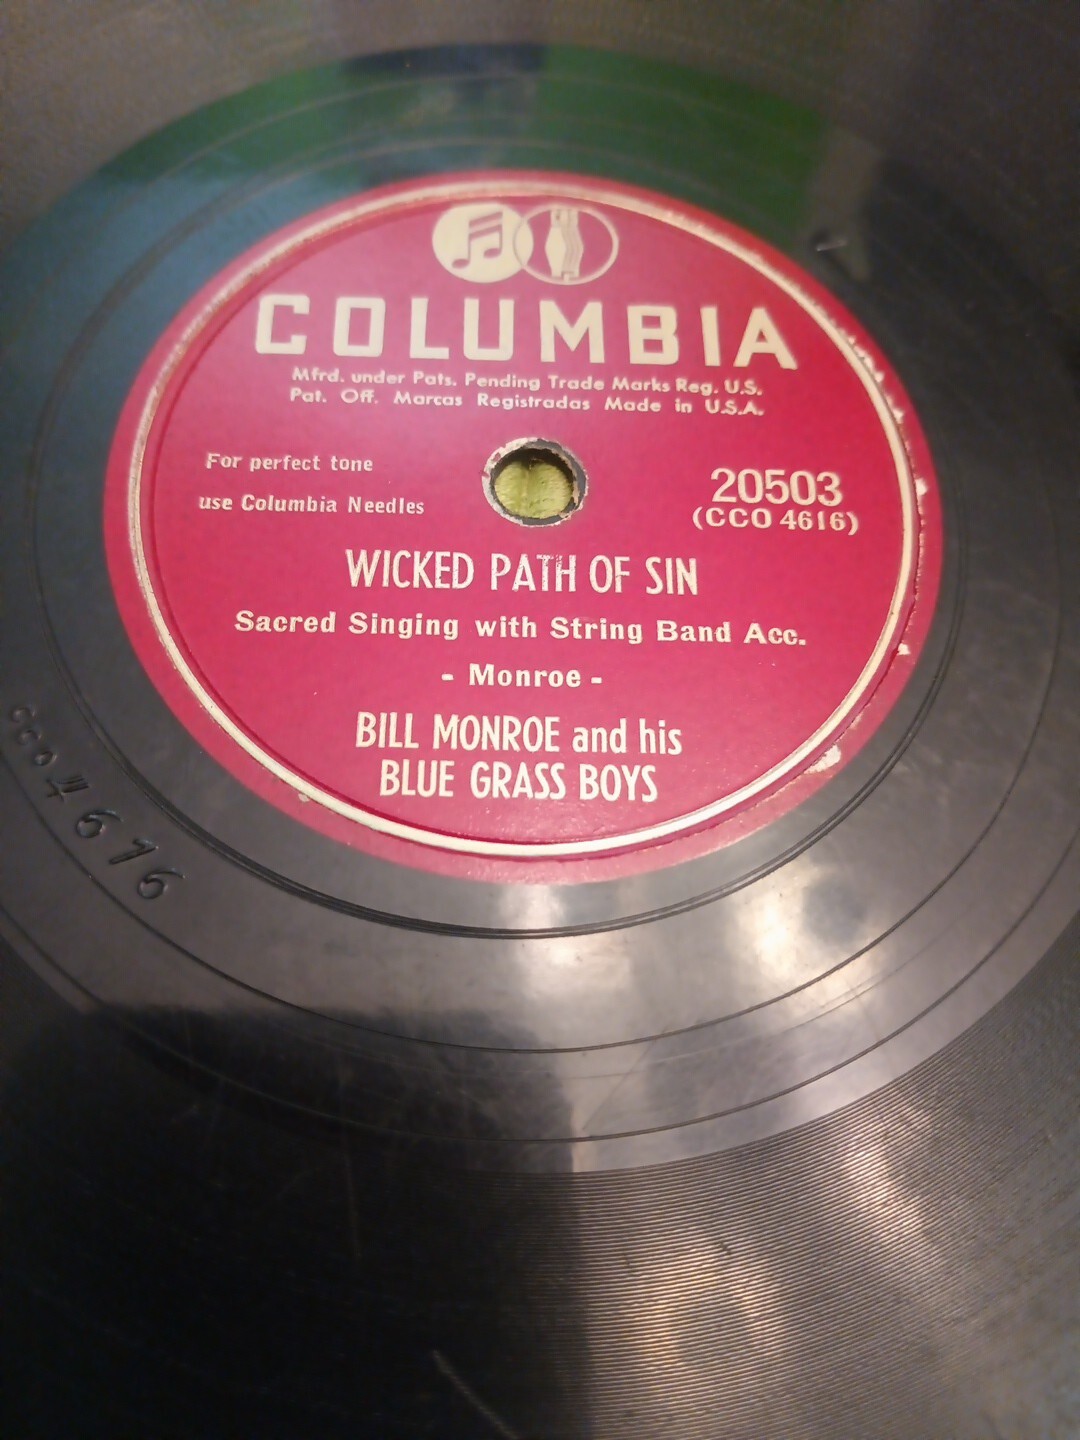 COLUMBIA
Mfrd. under Pats. Pending Trade Marks Reg. U.S.
Pat. Off. Marcas Registradas Made in U.S.A.
For perfect tone
use Columbia Needles
20503
(CCO 4616)
WICKED PATH OF SIN
Sacred Singing with String Band Acc.
- Monroe -
BILL MONROE and his
BLUE GRASS BOYS
CCO 4616